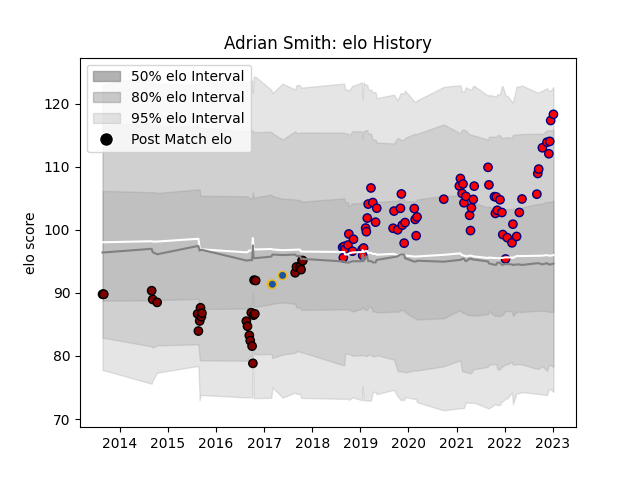 Adrian Smith: elo History
50% elo Interval
80% elo Interval
95% elo Interval
Post Match elo
elo score
120
110
100
90
80
70
2014 2015 2016 2017 2018 2019 2020 2021 2022 2023